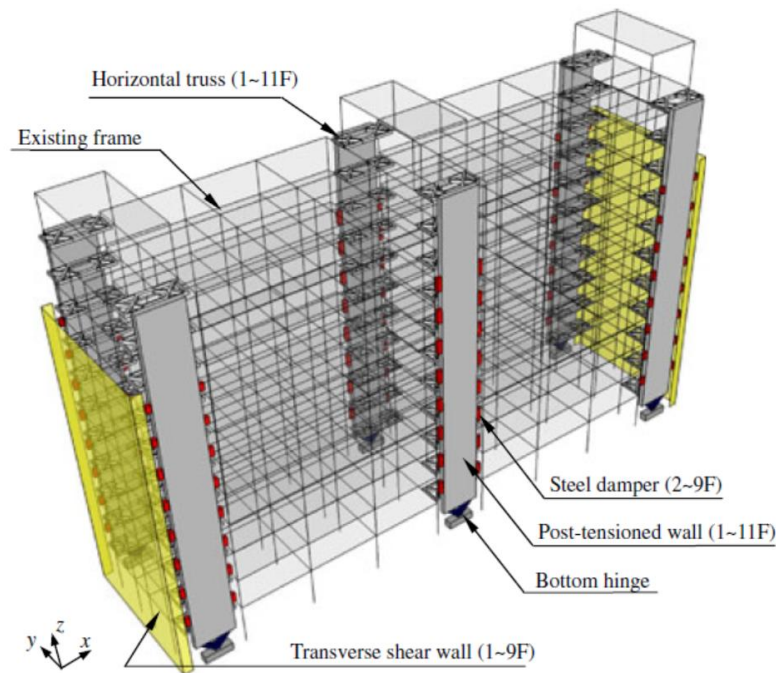 Horizontal truss (1~11F)
Existing frame
Steel damper (2~9F)
Post-tensioned wall (1~11F)
Bottom hinge
Transverse shear wall (1~9F)
y z x